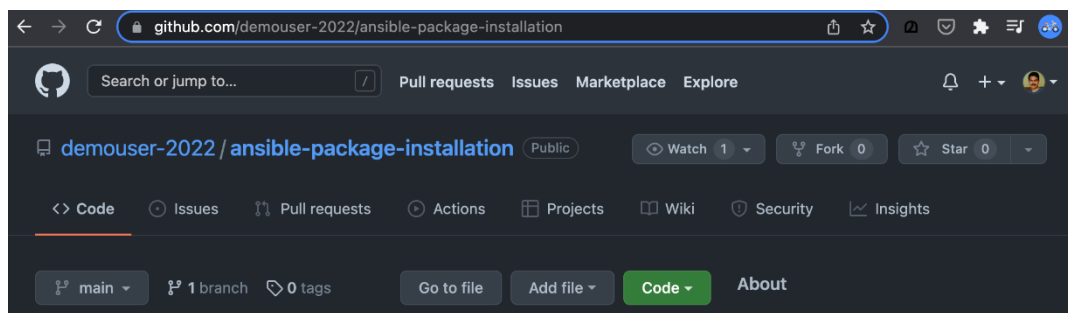 github.com/demouser-2022/ansible-package-installation
Search or jump to... / Pull requests Issues Marketplace Explore
demouser-2022 / ansible-package-installation Public Watch 1 Fork 0 Star 0
<> Code Issues Pull requests Actions Projects Wiki Security Insights
main 1 branch 0 tags Go to file Add file Code About